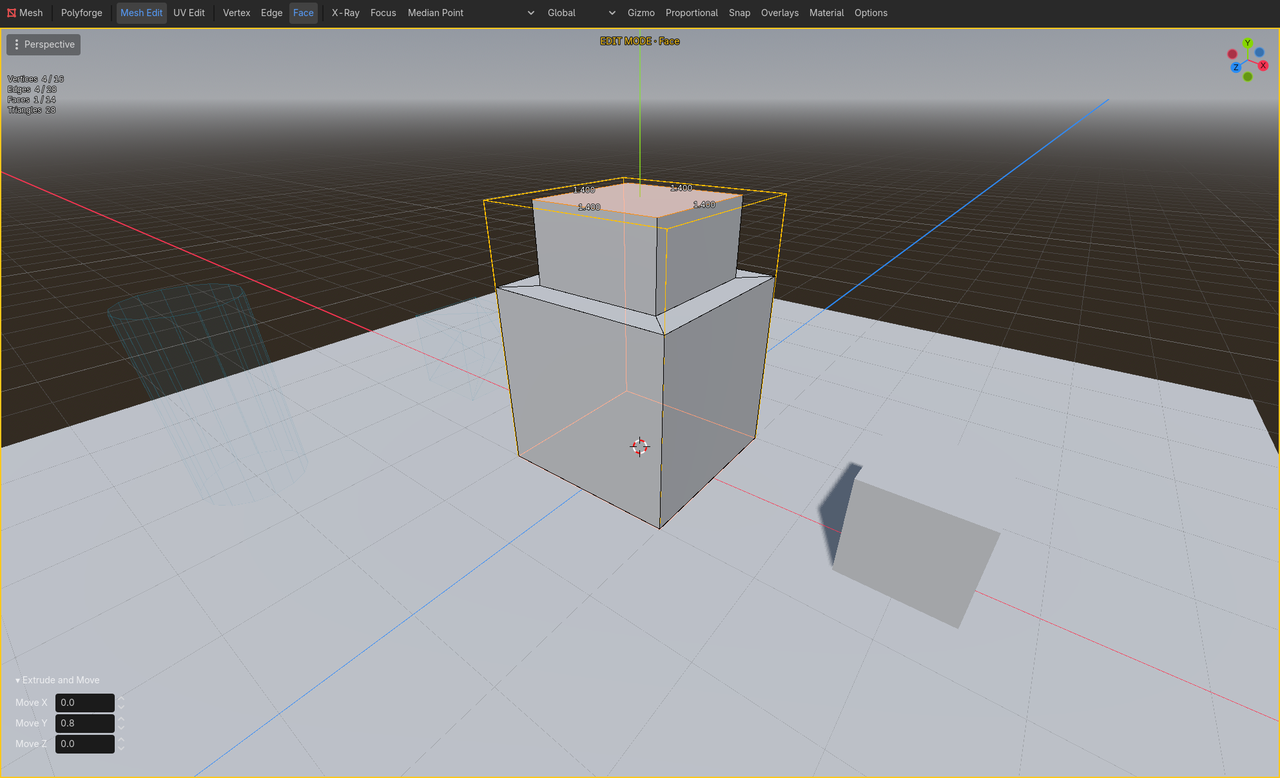 Mesh Polyforge Mesh Edit UV Edit Vertex Edge Face X-Ray Focus Median Point Global Gizmo Proportional Snap Overlays Material Options
Perspective
EDIT MODE · Face
Y
Z
X
Vertices 4 / 16
Edges 4 / 28
Faces 1 / 14
Triangles 28
1.400
1.400
1.400
1.400
Extrude and Move
Move X 0.0
Move Y 0.8
Move Z 0.0